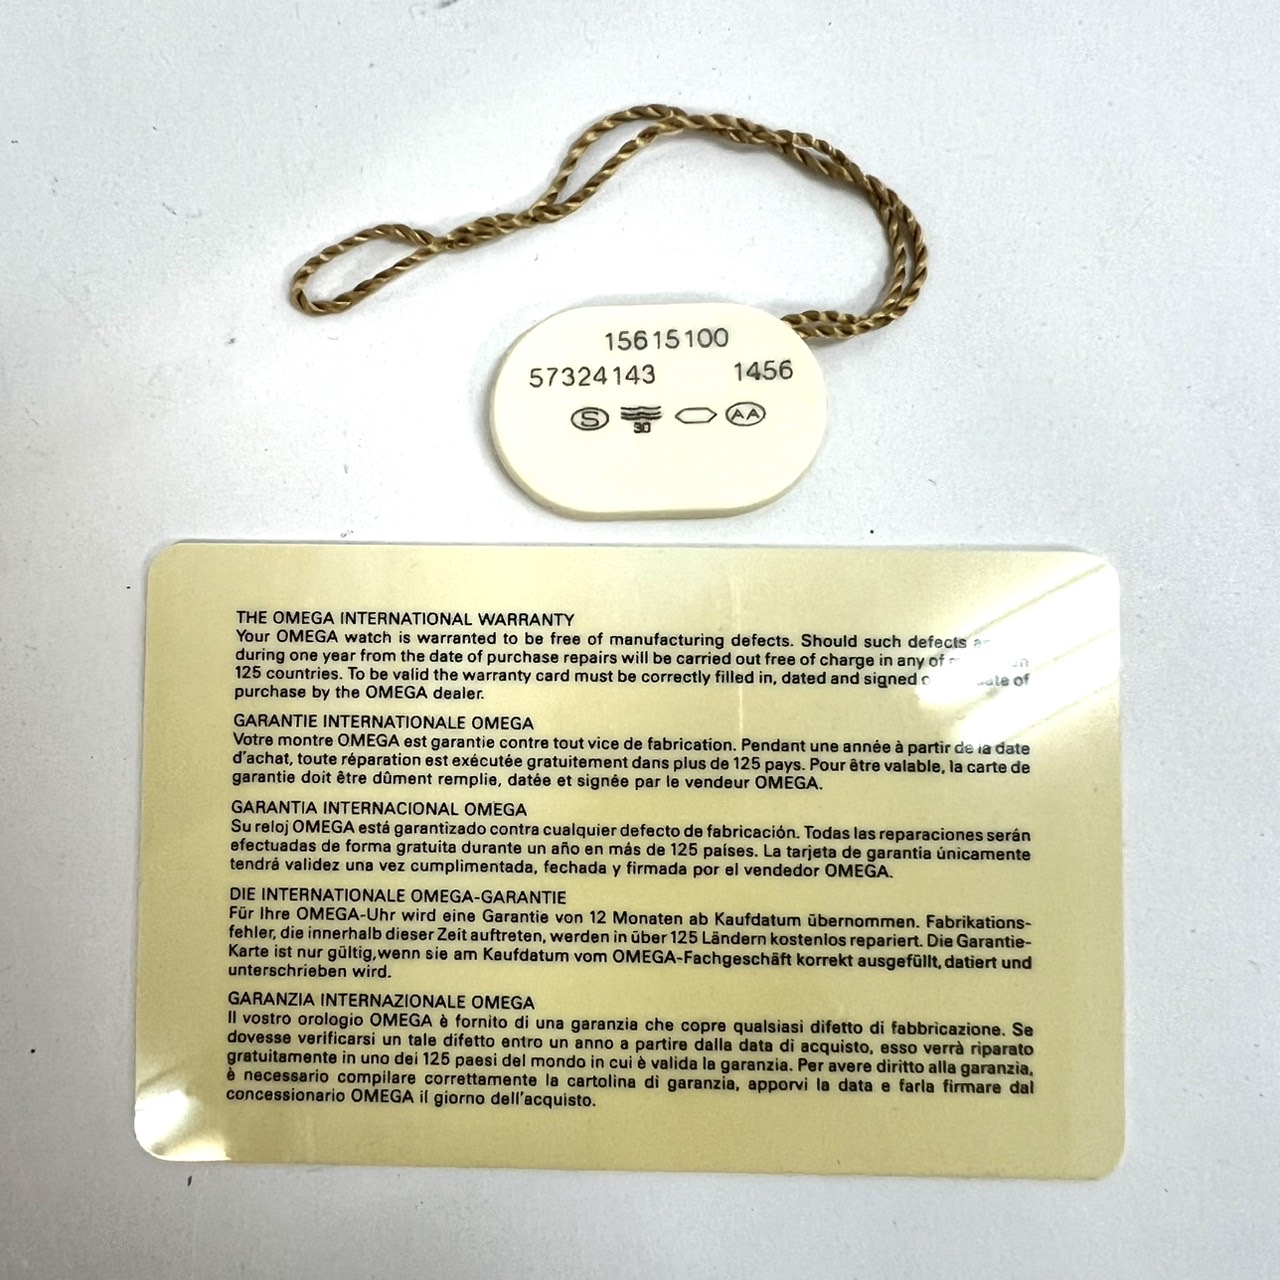 15615100
57324143 1456
S 30 AA
THE OMEGA INTERNATIONAL WARRANTY
Your OMEGA watch is warranted to be free of manufacturing defects. Should such defects
during one year from the date of purchase repairs will be carried out free of charge in any of
125 countries. To be valid the warranty card must be correctly filled in, dated and signed date of
purchase by the OMEGA dealer.
GARANTIE INTERNATIONALE OMEGA
Votre montre OMEGA est garantie contre tout vice de fabrication. Pendant une année à partir de la date
d'achat, toute réparation est exécutée gratuitement dans plus de 125 pays. Pour être valable, la carte de
garantie doit être dûment remplie, datée et signée par le vendeur OMEGA.
GARANTIA INTERNACIONAL OMEGA
Su reloj OMEGA está garantizado contra cualquier defecto de fabricación. Todas las reparaciones serán
efectuadas de forma gratuita durante un año en más de 125 países. La tarjeta de garantia únicamente
tendrá validez una vez cumplimentada, fechada y firmada por el vendedor OMEGA.
DIE INTERNATIONALE OMEGA-GARANTIE
Für Ihre OMEGA-Uhr wird eine Garantie von 12 Monaten ab Kaufdatum übernommen. Fabrikations-
fehler, die innerhalb dieser Zeit auftreten, werden in über 125 Ländern kostenlos repariert. Die Garantie-
Karte ist nur gültig,wenn sie am Kaufdatum vom OMEGA-Fachgeschäft korrekt ausgefüllt, datiert und
unterschrieben wird.
GARANZIA INTERNAZIONALE OMEGA
Il vostro orologio OMEGA è fornito di una garanzia che copre qualsiasi difetto di fabbricazione. Se
dovesse verificarsi un tale difetto entro un anno a partire dalla data di acquisto, esso verrà riparato
gratuitamente in uno dei 125 paesi del mondo in cui è valida la garanzia. Per avere diritto alla garanzia,
è necessario compilare correttamente la cartolina di garanzia, apporvi la data e farla firmare dal
concessionario OMEGA il giorno dell'acquisto.